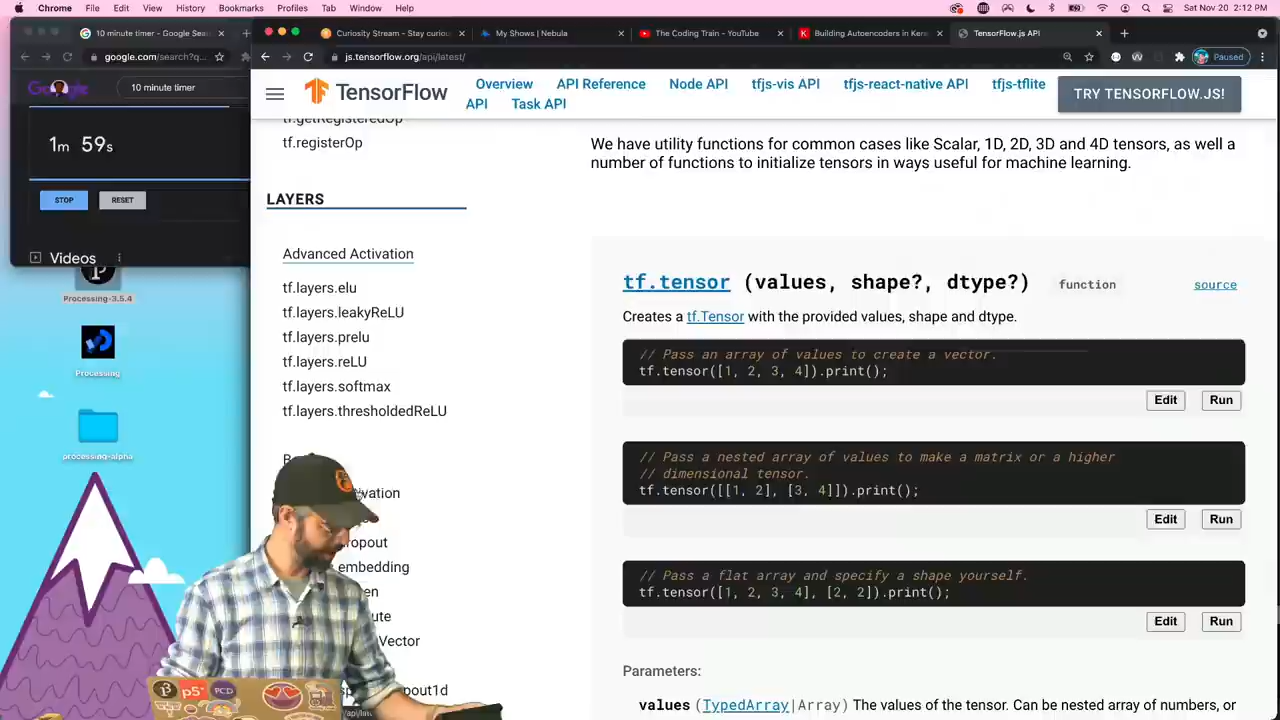 Chrome File Edit View History Bookmarks Profiles Tab Window Help
Sat Nov 20 2:12 PM
10 minute timer - Google Sea
Curiosity Stream - Stay curiou
My Shows | Nebula
The Coding Train - YouTube
Building Autoencoders in Ker
TensorFlow.js API
google.com/search?q...
js.tensorflow.org/api/latest/
Paused
10 minute timer
1m 59s
STOP
RESET
Videos
Processing-3.5.4
Processing
processing-alpha
TensorFlow
Overview API Reference Node API tfjs-vis API tfjs-react-native API tfjs-tflite
API Task API
TRY TENSORFLOW.JS!
tf.getRegisteredOp
tf.registerOp
LAYERS
Advanced Activation
tf.layers.elu
tf.layers.leakyReLU
tf.layers.prelu
tf.layers.reLU
tf.layers.softmax
tf.layers.thresholdedReLU
We have utility functions for common cases like Scalar, 1D, 2D, 3D and 4D tensors, as well a
number of functions to initialize tensors in ways useful for machine learning.
tf.tensor (values, shape?, dtype?) function source
Creates a tf.Tensor with the provided values, shape and dtype.
// Pass an array of values to create a vector.
tf.tensor([1, 2, 3, 4]).print();
Edit Run
// Pass a nested array of values to make a matrix or a higher
// dimensional tensor.
tf.tensor([[1, 2], [3, 4]]).print();
Edit Run
// Pass a flat array and specify a shape yourself.
tf.tensor([1, 2, 3, 4], [2, 2]).print();
Edit Run
Parameters:
values (TypedArray|Array) The values of the tensor. Can be nested array of numbers, or
embedding
p5*
PCD